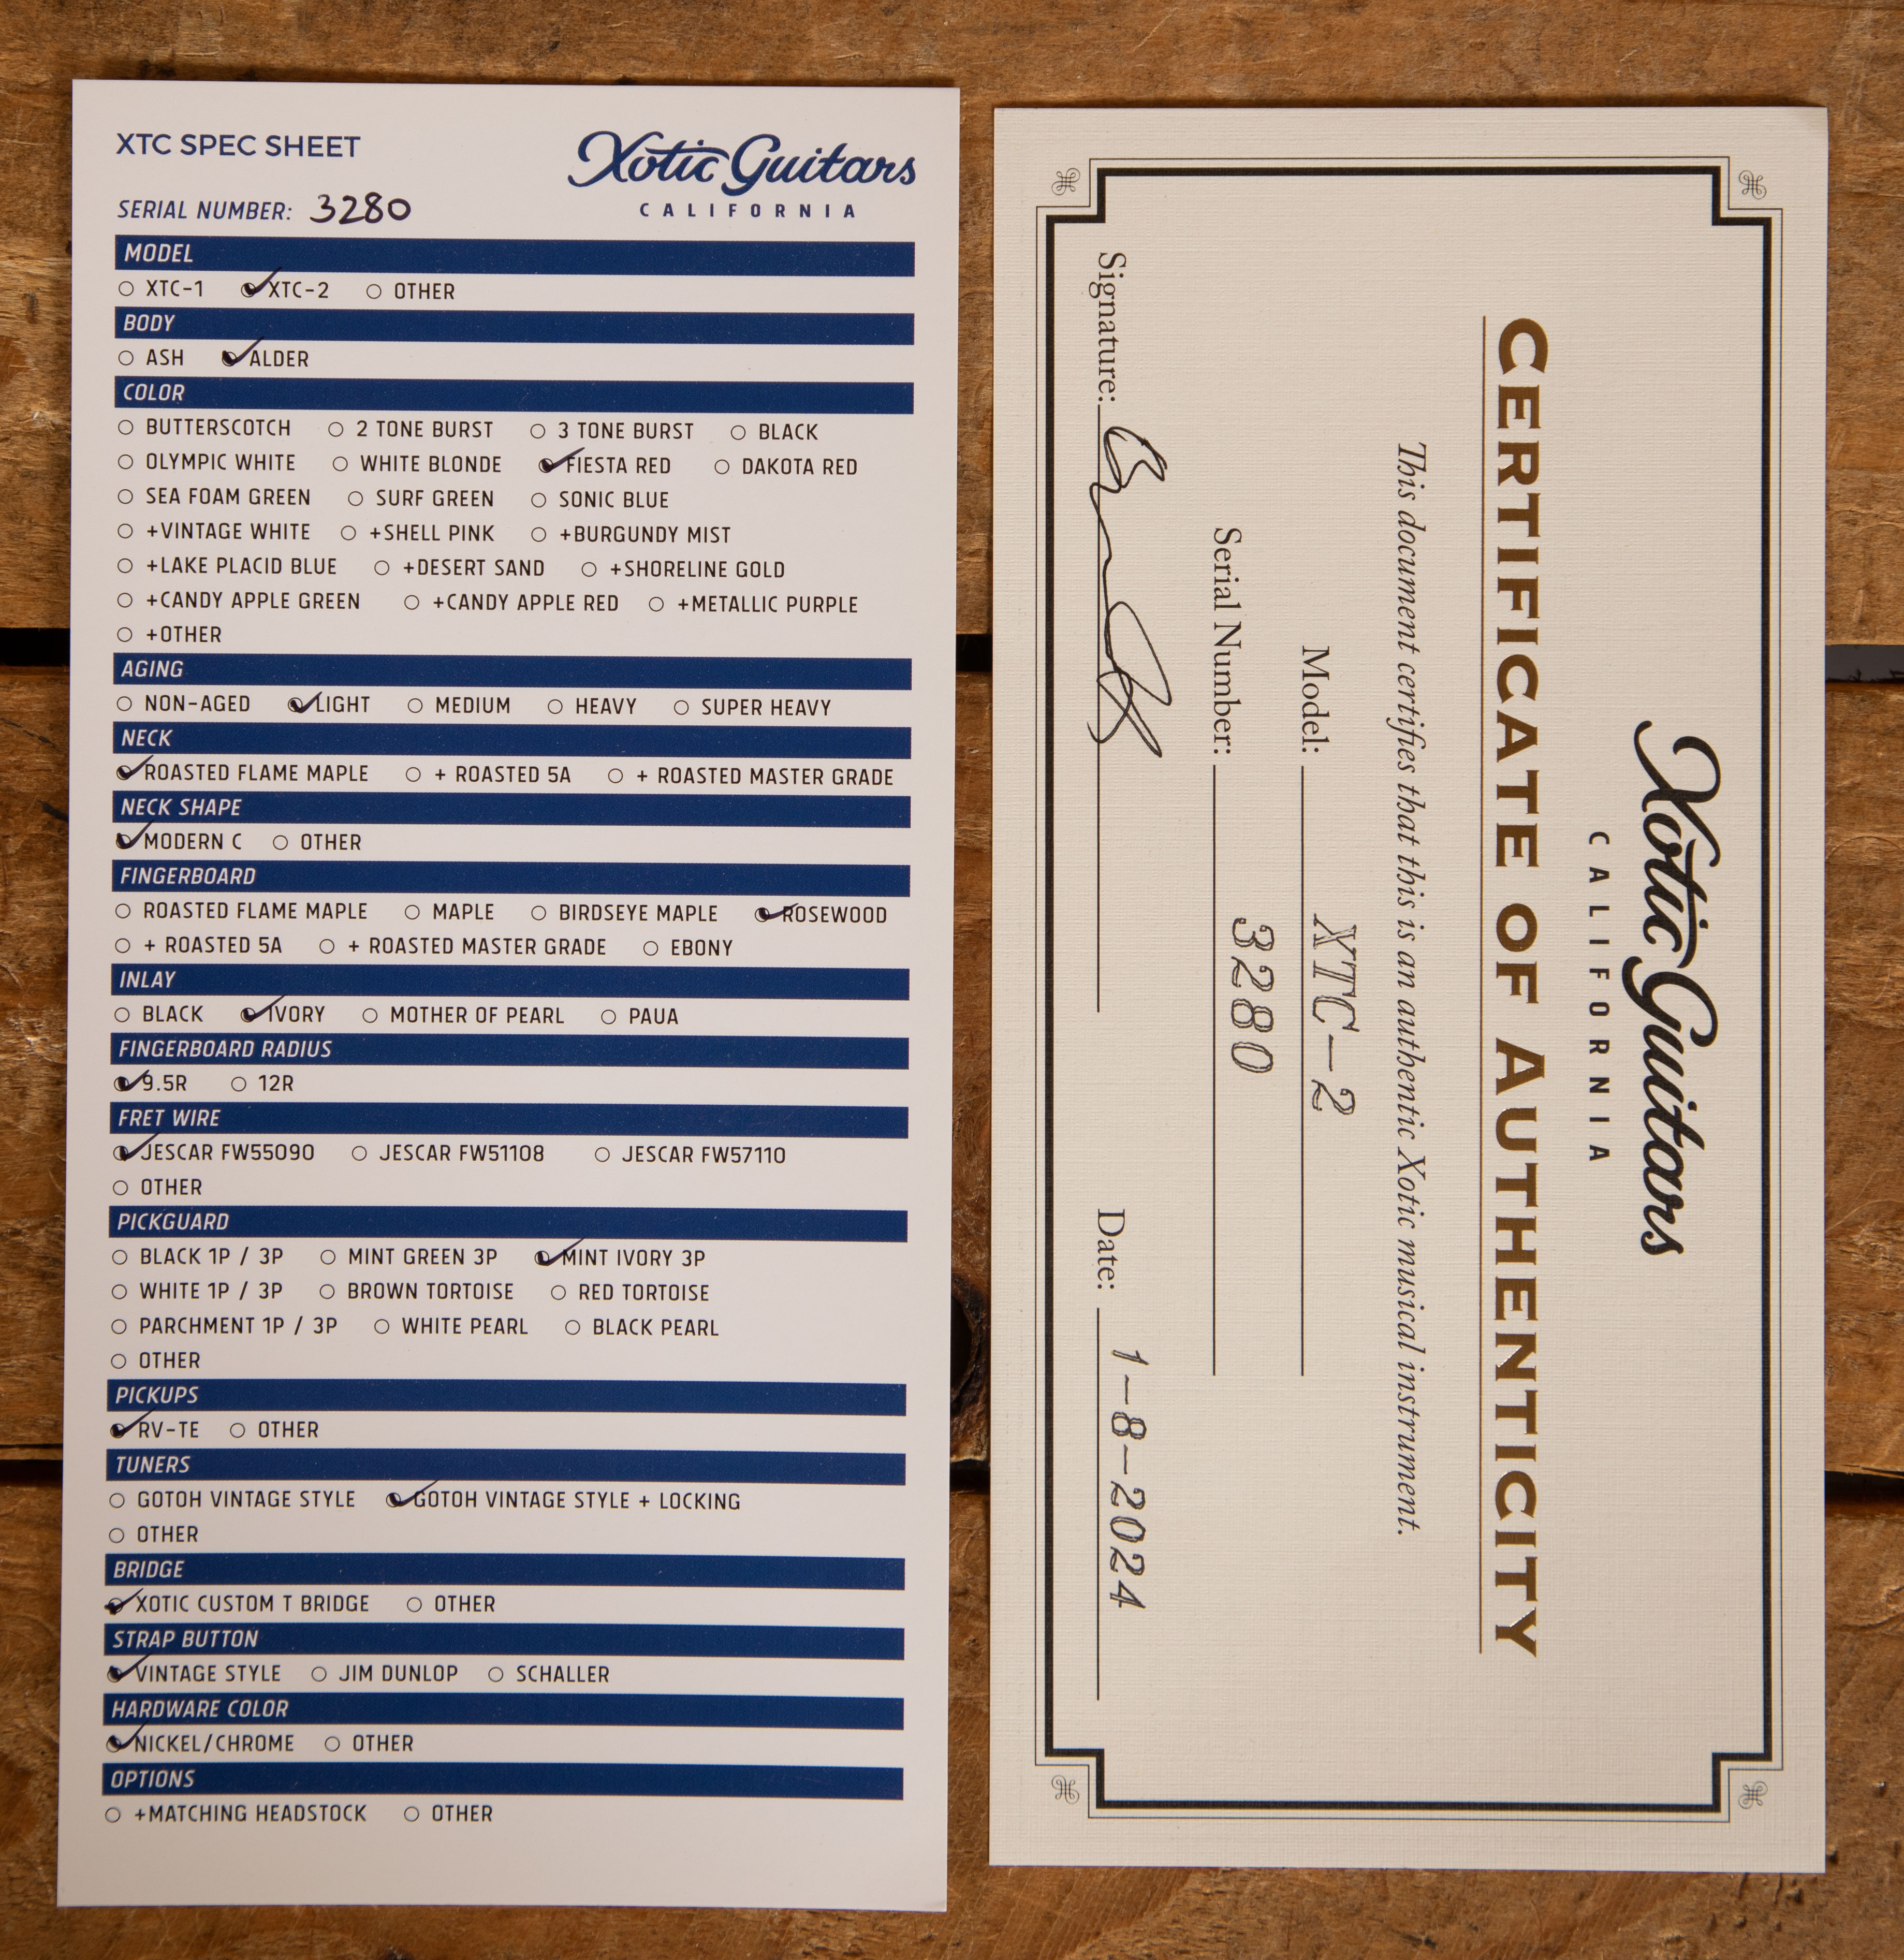 XTC SPEC SHEET
Xotic Guitars
CALIFORNIA
SERIAL NUMBER: 3280
MODEL
XTC-1 XTC-2 OTHER
BODY
ASH ALDER
COLOR
BUTTERSCOTCH 2 TONE BURST 3 TONE BURST BLACK
OLYMPIC WHITE WHITE BLONDE FIESTA RED DAKOTA RED
SEA FOAM GREEN SURF GREEN SONIC BLUE
+VINTAGE WHITE +SHELL PINK +BURGUNDY MIST
+LAKE PLACID BLUE +DESERT SAND +SHORELINE GOLD
+CANDY APPLE GREEN +CANDY APPLE RED +METALLIC PURPLE
+OTHER
AGING
NON-AGED LIGHT MEDIUM HEAVY SUPER HEAVY
NECK
ROASTED FLAME MAPLE + ROASTED 5A + ROASTED MASTER GRADE
NECK SHAPE
MODERN C OTHER
FINGERBOARD
ROASTED FLAME MAPLE MAPLE BIRDSEYE MAPLE ROSEWOOD
+ ROASTED 5A + ROASTED MASTER GRADE EBONY
INLAY
BLACK IVORY MOTHER OF PEARL PAUA
FINGERBOARD RADIUS
9.5R 12R
FRET WIRE
JESCAR FW55090 JESCAR FW51108 JESCAR FW57110
OTHER
PICKGUARD
BLACK 1P / 3P MINT GREEN 3P MINT IVORY 3P
WHITE 1P / 3P BROWN TORTOISE RED TORTOISE
PARCHMENT 1P / 3P WHITE PEARL BLACK PEARL
OTHER
PICKUPS
RV-TE OTHER
TUNERS
GOTOH VINTAGE STYLE GOTOH VINTAGE STYLE + LOCKING
OTHER
BRIDGE
XOTIC CUSTOM T BRIDGE OTHER
STRAP BUTTON
VINTAGE STYLE JIM DUNLOP SCHALLER
HARDWARE COLOR
NICKEL/CHROME OTHER
OPTIONS
+MATCHING HEADSTOCK OTHER
Xotic Guitars
CALIFORNIA
CERTIFICATE OF AUTHENTICITY
This document certifies that this is an authentic Xotic musical instrument.
Model: XTC-2
Serial Number: 3280
Signature: Date: 1-8-2024